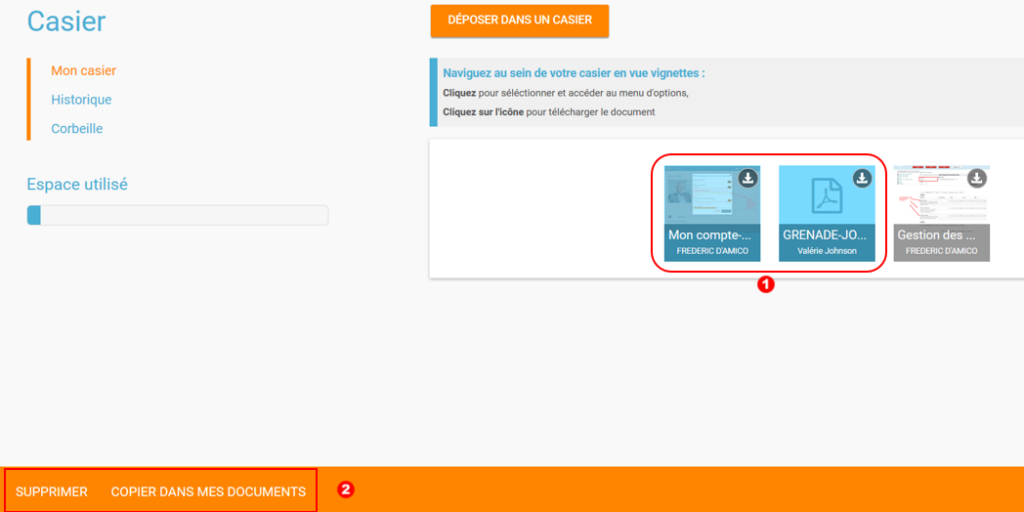 Casier
Mon casier
Historique
Corbeille
Espace utilisé
DÉPOSER DANS UN CASIER
Naviguez au sein de votre casier en vue vignettes :
Cliquez pour séléctionner et accéder au menu d'options,
Cliquez sur l'icône pour télécharger le document
Mon compte-...
FREDERIC D'AMICO
GRENADE-JO...
Valérie Johnson
Gestion des ...
FREDERIC D'AMICO
1
SUPPRIMER
COPIER DANS MES DOCUMENTS
2